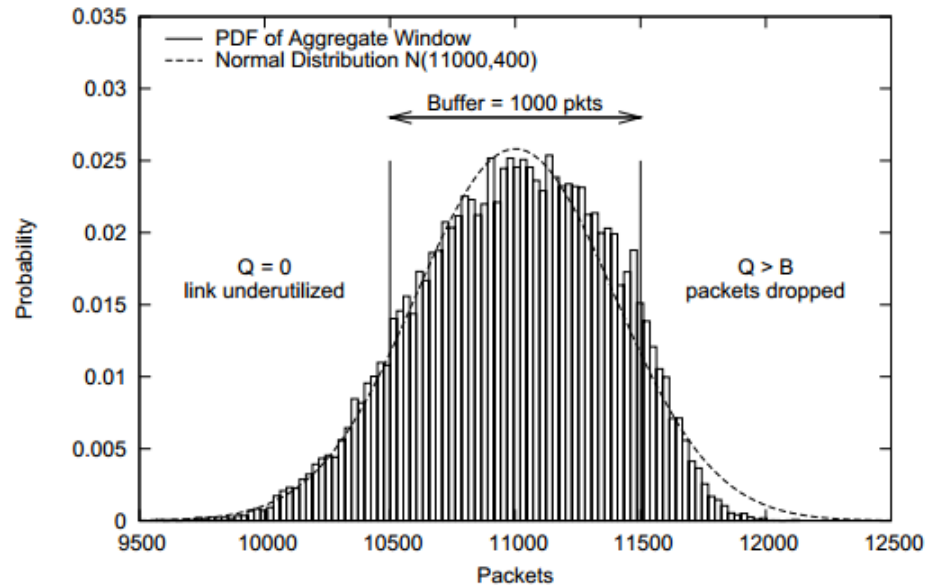 0.035
0.03
0.025
0.02
0.015
0.01
0.005
0
Probability
PDF of Aggregate Window
Normal Distribution N(11000,400)
Buffer = 1000 pkts
Q = 0
link underutilized
Q > B
packets dropped
9500
10000
10500
11000
11500
12000
12500
Packets